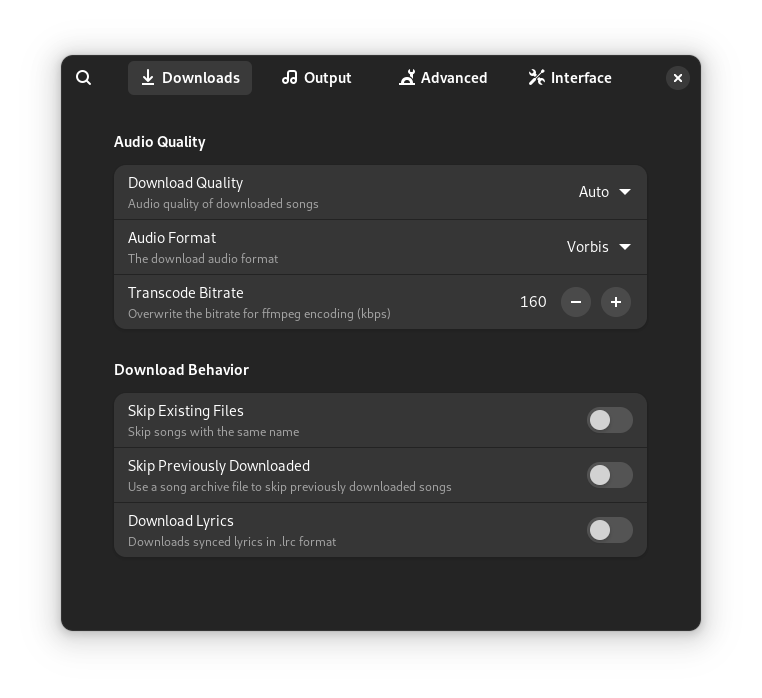 Downloads Output Advanced Interface
Audio Quality
Download Quality
Audio quality of downloaded songs
Auto
Audio Format
The download audio format
Vorbis
Transcode Bitrate
Overwrite the bitrate for ffmpeg encoding (kbps)
160
Download Behavior
Skip Existing Files
Skip songs with the same name
Skip Previously Downloaded
Use a song archive file to skip previously downloaded songs
Download Lyrics
Downloads synced lyrics in .lrc format